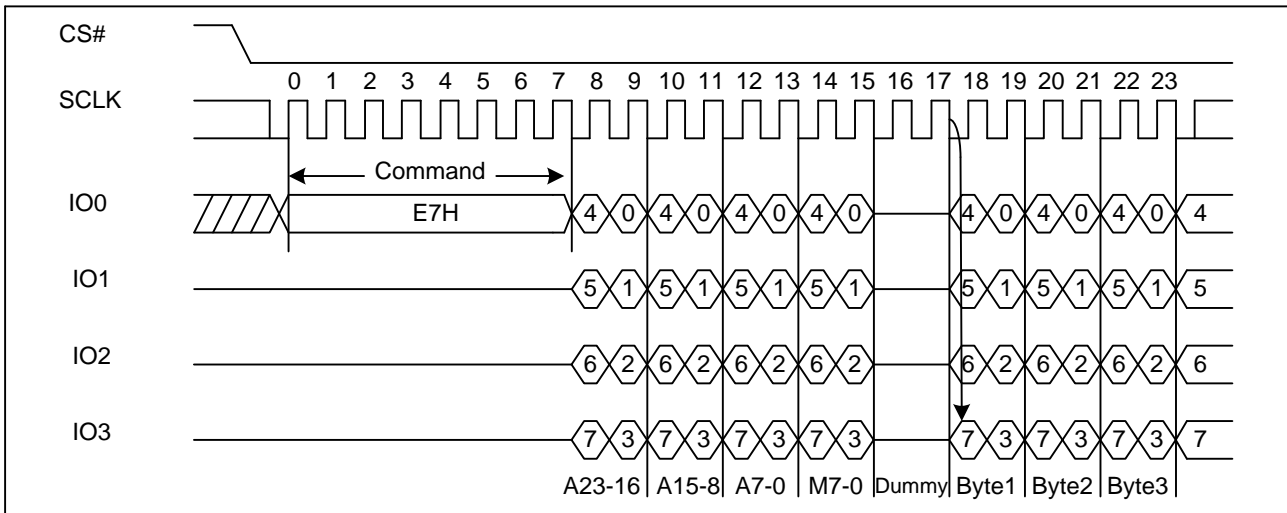 CS#
0 1 2 3 4 5 6 7 8 9 10 11 12 13 14 15 16 17 18 19 20 21 22 23
SCLK
Command
IO0 E7H 4 0 4 0 4 0 4 0 4 0 4 0 4 0 4
IO1 5 1 5 1 5 1 5 1 5 1 5 1 5 1 5
IO2 6 2 6 2 6 2 6 2 6 2 6 2 6 2 6
IO3 7 3 7 3 7 3 7 3 7 3 7 3 7 3 7
A23-16 A15-8 A7-0 M7-0 Dummy Byte1 Byte2 Byte3